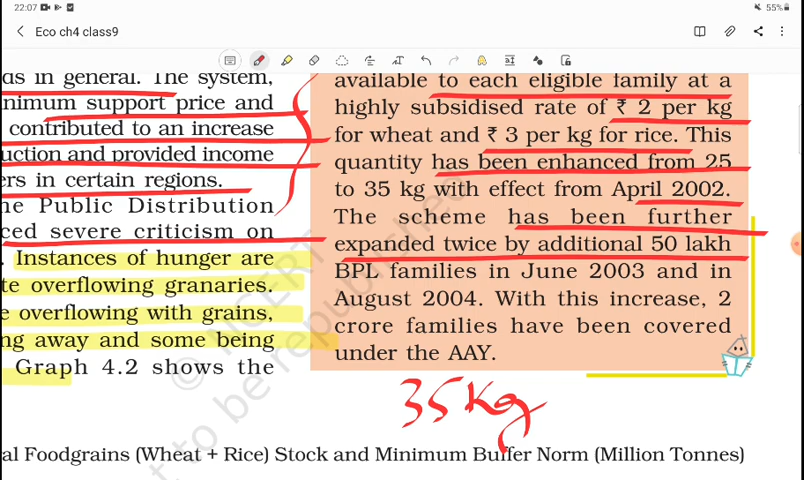 22:07
55%
Eco ch4 class9
ds in general. The system,
nimum support price and
contributed to an increase
uction and provided income
ers in certain regions.
ne Public Distribution
ced severe criticism on
Instances of hunger are
te overflowing granaries.
e overflowing with grains,
ng away and some being
Graph 4.2 shows the
available to each eligible family at a
highly subsidised rate of ₹ 2 per kg
for wheat and ₹ 3 per kg for rice. This
quantity has been enhanced from 25
to 35 kg with effect from April 2002.
The scheme has been further
expanded twice by additional 50 lakh
BPL families in June 2003 and in
August 2004. With this increase, 2
crore families have been covered
under the AAY.
35 Kg
© NCERT
t to be republished
al Foodgrains (Wheat + Rice) Stock and Minimum Buffer Norm (Million Tonnes)